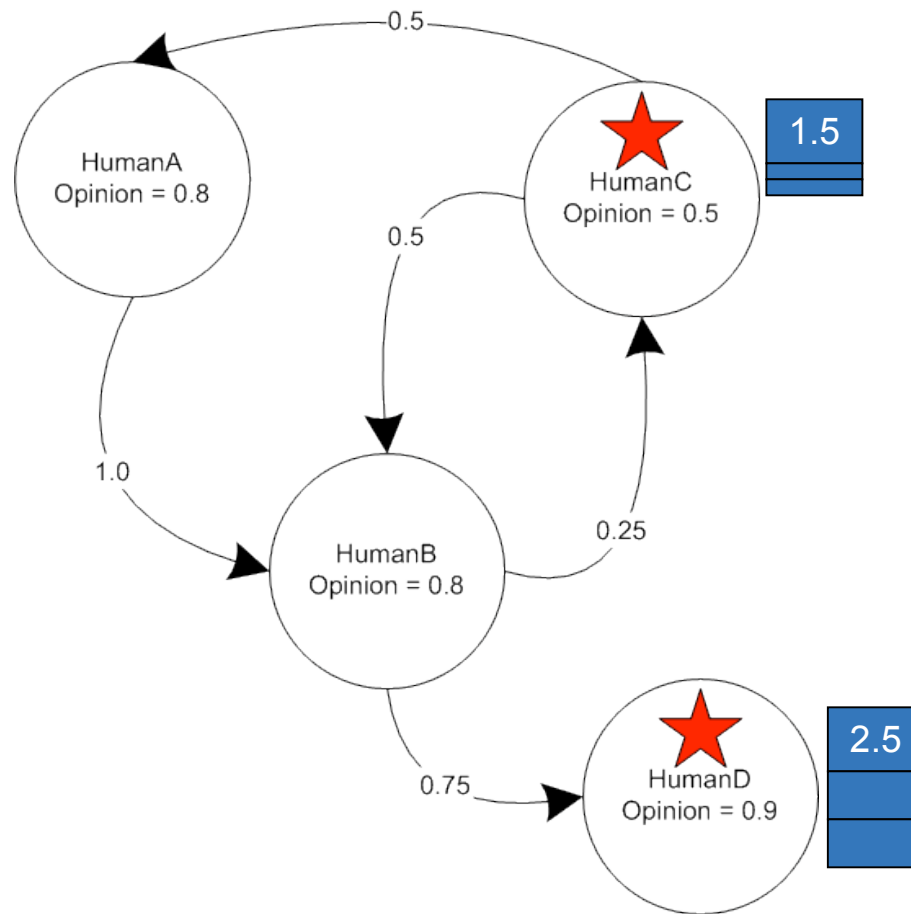 0.5
HumanA
Opinion = 0.8
HumanC
Opinion = 0.5
1.5
0.5
1.0
0.25
HumanB
Opinion = 0.8
0.75
HumanD
Opinion = 0.9
2.5